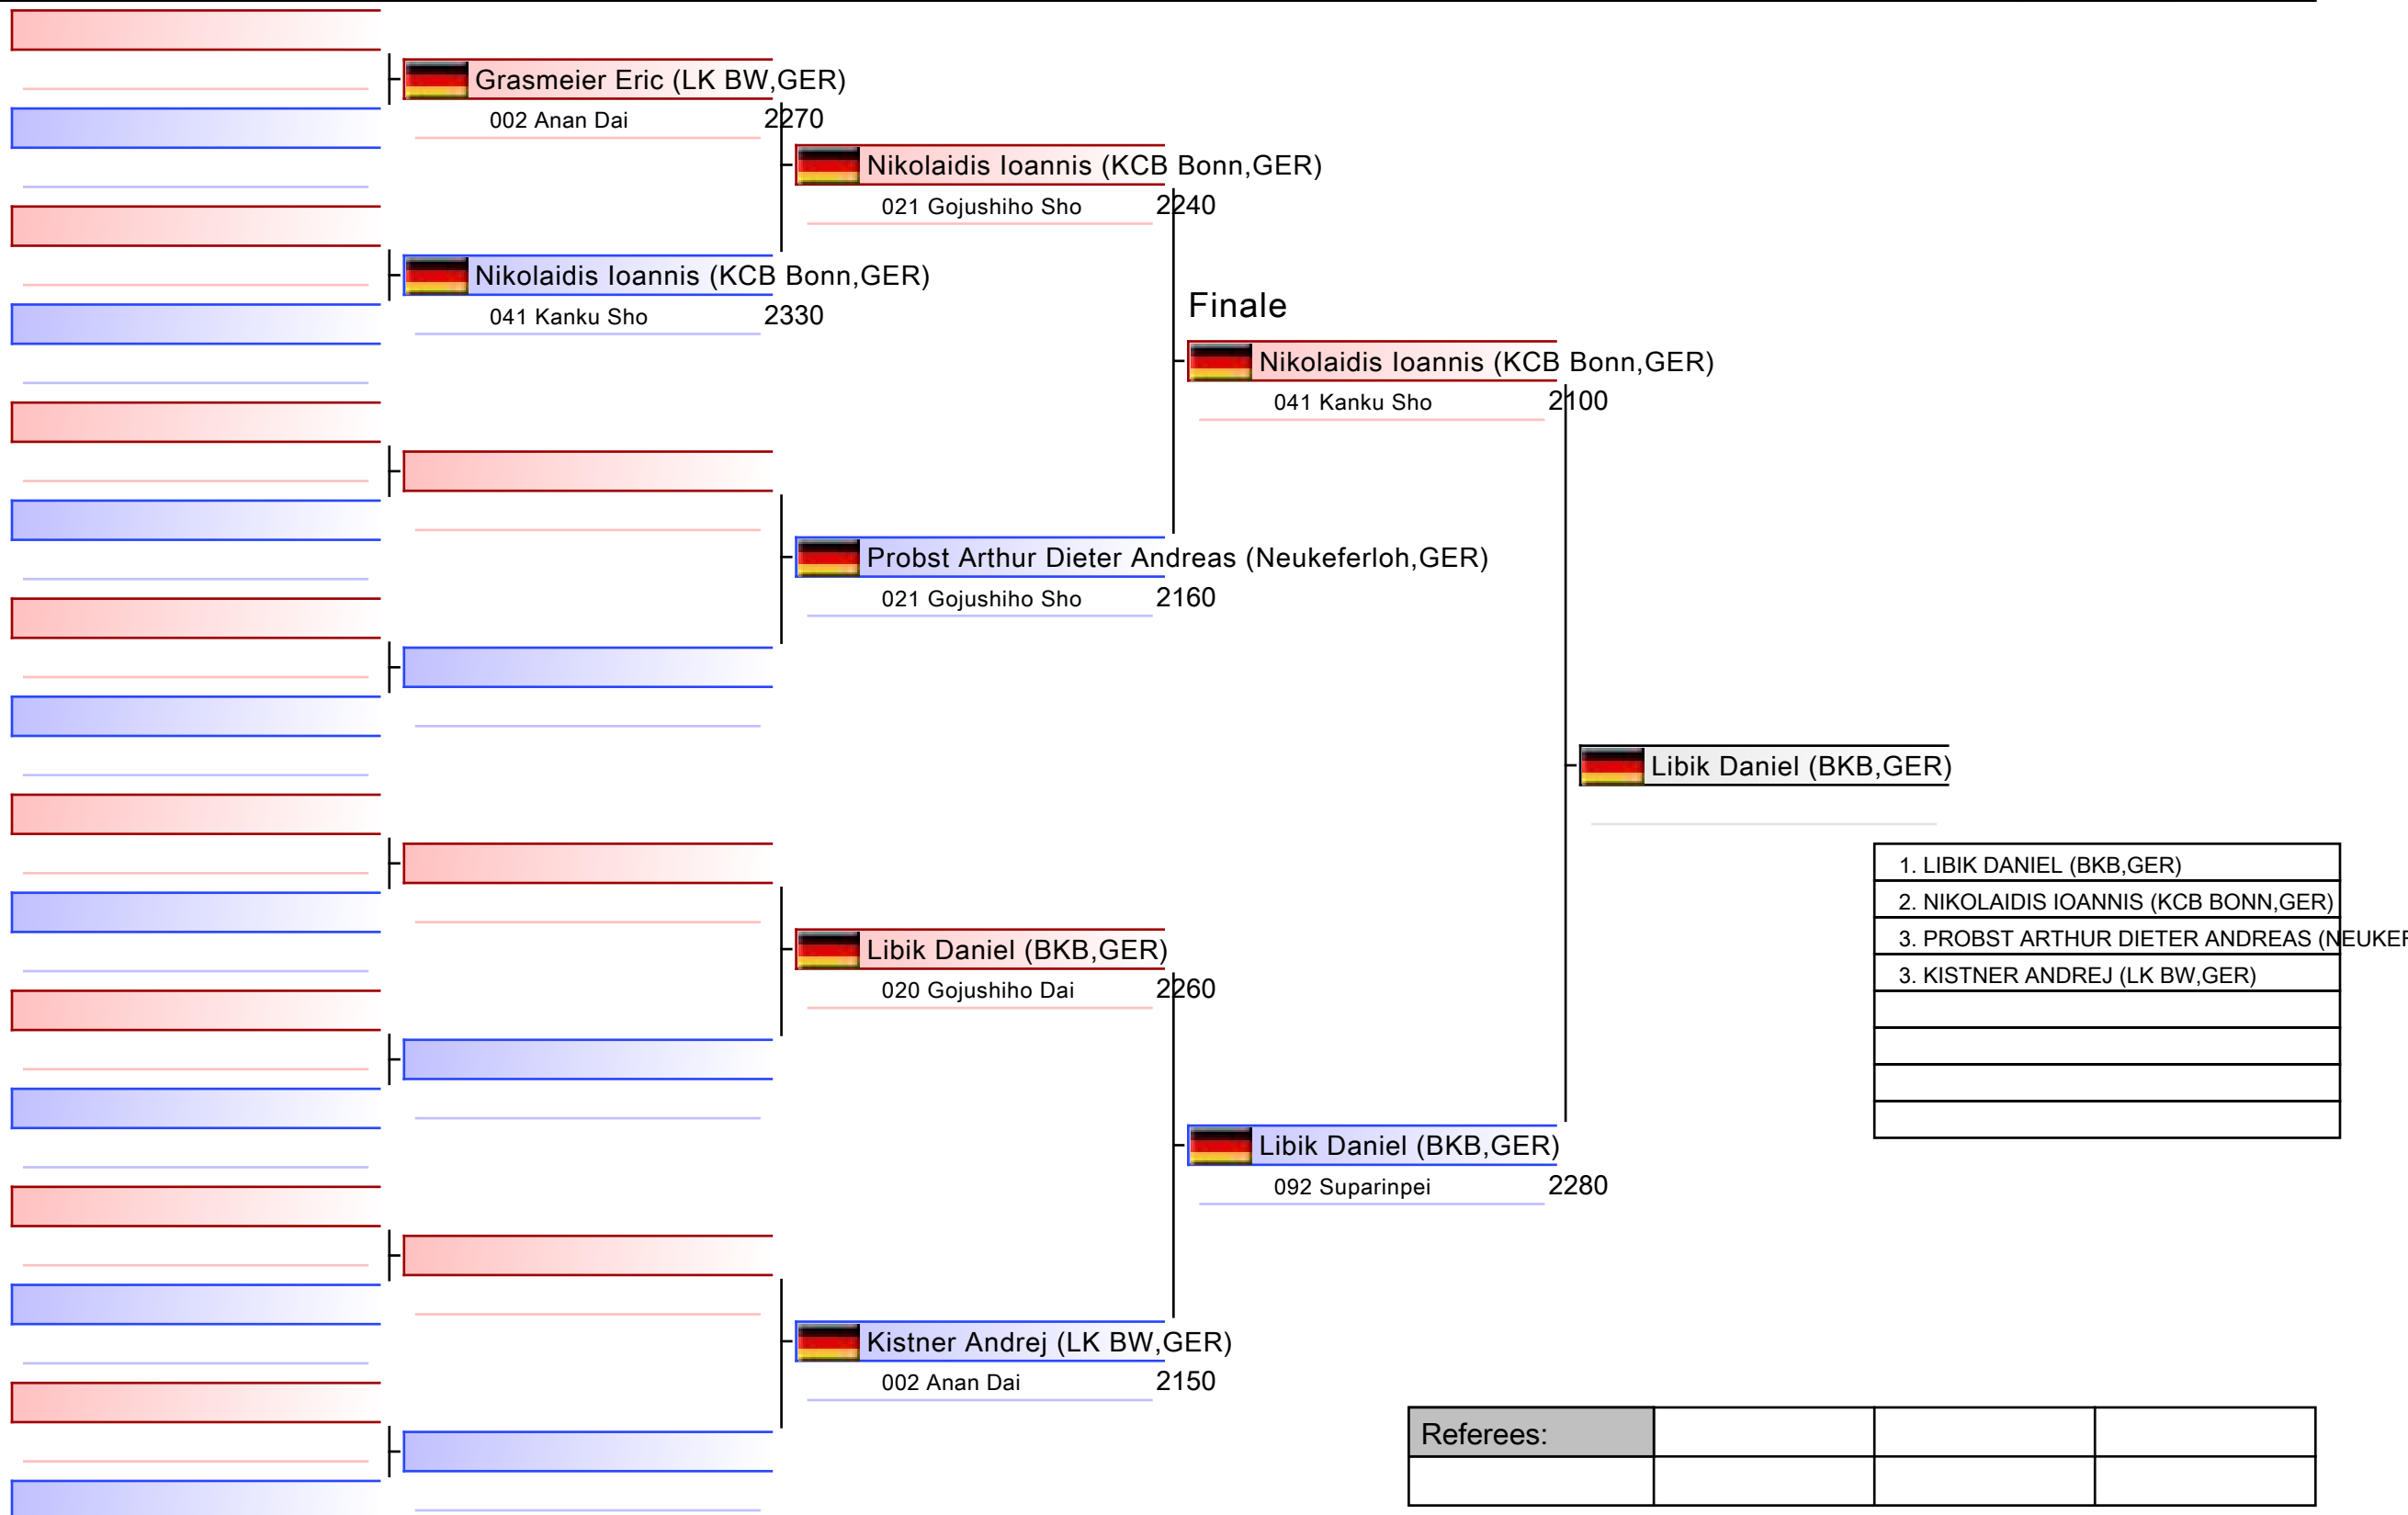 Grasmeier Eric (LK BW,GER)
002 Anan Dai 2270
Nikolaidis Ioannis (KCB Bonn,GER)
021 Gojushiho Sho 2240
Nikolaidis Ioannis (KCB Bonn,GER)
041 Kanku Sho 2330
Finale
Nikolaidis Ioannis (KCB Bonn,GER)
041 Kanku Sho 2100
Probst Arthur Dieter Andreas (Neukeferloh,GER)
021 Gojushiho Sho 2160
Libik Daniel (BKB,GER)
1. LIBIK DANIEL (BKB,GER)
2. NIKOLAIDIS IOANNIS (KCB BONN,GER)
3. PROBST ARTHUR DIETER ANDREAS (NEUKEF
3. KISTNER ANDREJ (LK BW,GER)
Libik Daniel (BKB,GER)
020 Gojushiho Dai 2260
Libik Daniel (BKB,GER)
092 Suparinpei 2280
Kistner Andrej (LK BW,GER)
002 Anan Dai 2150
Referees: